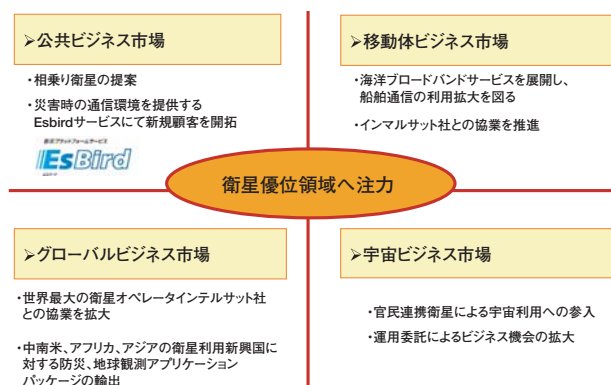 ➢公共ビジネス市場
・相乗り衛星の提案
・災害時の通信環境を提供する
Esbirdサービスにて新規顧客を開拓
EsBird
➢移動体ビジネス市場
・海洋ブロードバンドサービスを展開し、
船舶通信の利用拡大を図る
・インマルサット社との協業を推進
衛星優位領域へ注力
➢グローバルビジネス市場
・世界最大の衛星オペレータインテルサット社
との協業を拡大
・中南米、アフリカ、アジアの衛星利用新興国に
対する防災、地球観測アプリケーション
パッケージの輸出
➢宇宙ビジネス市場
・官民連携衛星による宇宙利用への参入
・運用委託によるビジネス機会の拡大